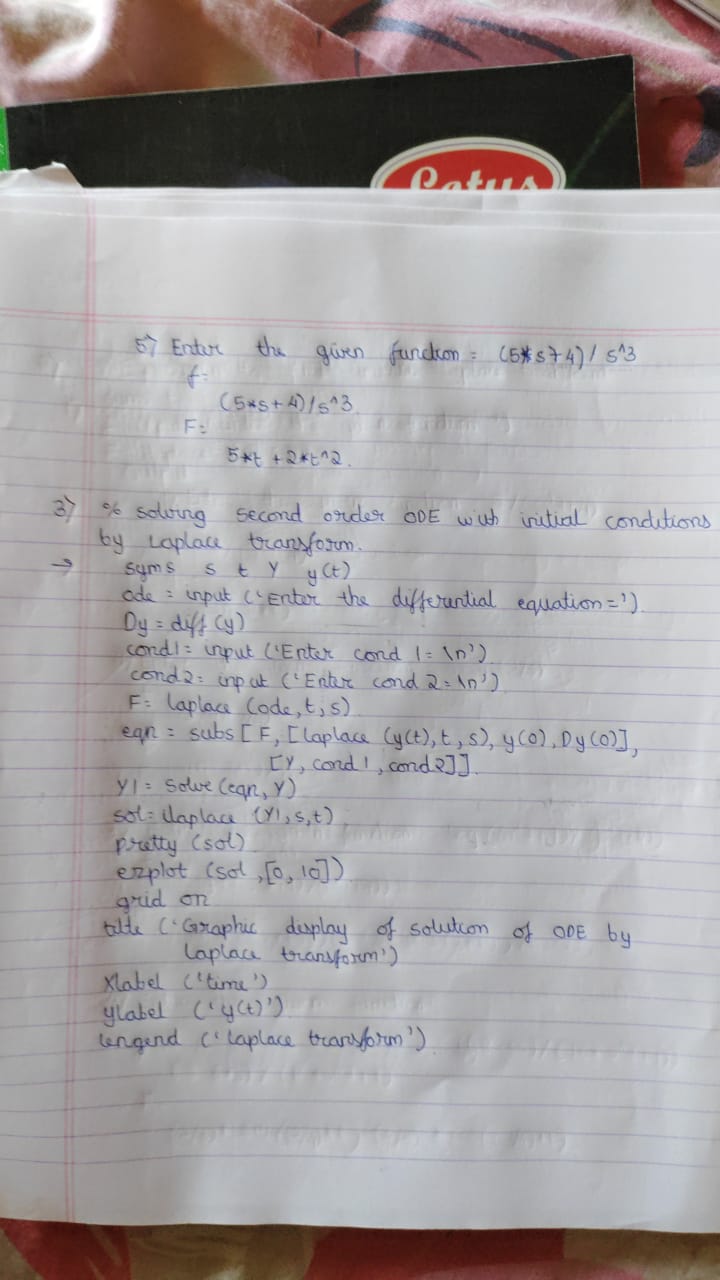 Lotus
5) Enter the given function = (5*s+4)/s^3
f=
(5*s+4)/s^3
F=
5*t + 2*t^2.
3) % solving second order ODE with initial conditions
by Laplace transform.
→ syms s t Y y(t)
ode = input ('Enter the differential equation=')
Dy = diff (y)
cond1 = input ('Enter cond 1= \n')
cond2 = input ('Enter cond 2= \n')
F= laplace (ode,t,s)
eqn = subs [F, [laplace (y(t), t, s), y(0), Dy(0)],
[Y, cond1, cond2]].
Y1 = solve (eqn, Y)
sol= ilaplace (Y1,s,t)
pretty (sol)
ezplot (sol ,[0, 10])
grid on
title ('Graphic display of solution of ODE by
laplace transform')
xlabel ('time')
ylabel ('y(t)')
lengend ('laplace transform')